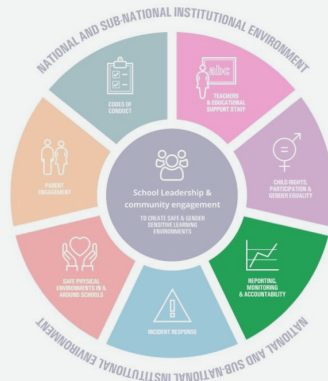 NATIONAL AND SUB-NATIONAL INSTITUTIONAL ENVIRONMENT
CODES OF
CONDUCT
abc
TEACHERS
& EDUCATIONAL
SUPPORT STAFF
PARENT
ENGAGEMENT
CHILD RIGHTS,
PARTICIPATION &
GENDER EQUALITY
School Leadership &
community engagement
TO CREATE SAFE & GENDER
SENSITIVE LEARNING
ENVIRONMENTS
SAFE PHYSICAL
ENVIRONMENTS IN &
AROUND SCHOOLS
REPORTING,
MONITORING
& ACCOUNTABILITY
INCIDENT RESPONSE
NATIONAL AND SUB-NATIONAL INSTITUTIONAL ENVIRONMENT